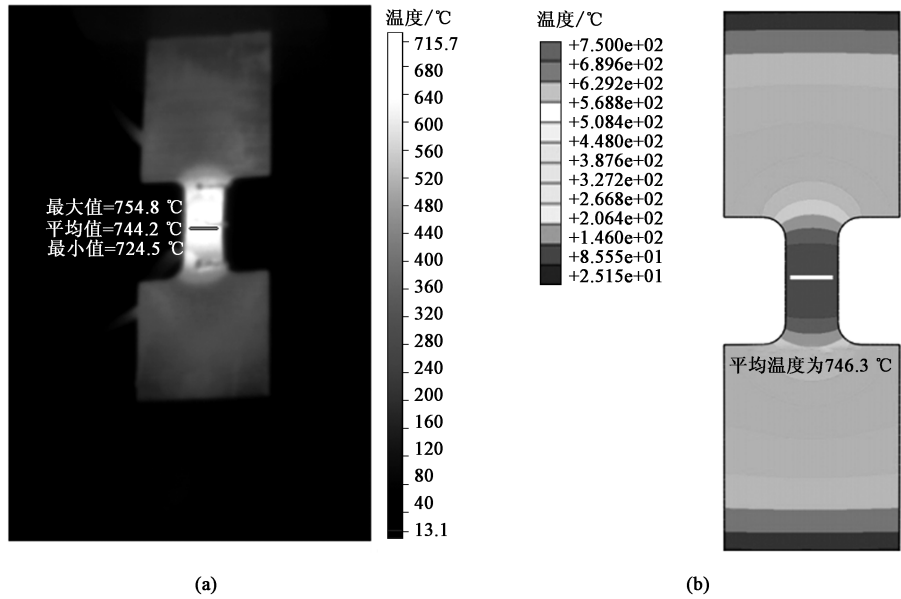 温度/℃
715.7
680
640
600
560
520
480
440
400
360
320
280
240
200
160
120
80
40
13.1
最大值=754.8 ℃
平均值=744.2 ℃
最小值=724.5 ℃
(a)
温度/℃
+7.500e+02
+6.896e+02
+6.292e+02
+5.688e+02
+5.084e+02
+4.480e+02
+3.876e+02
+3.272e+02
+2.668e+02
+2.064e+02
+1.460e+02
+8.555e+01
+2.515e+01
平均温度为746.3 ℃
(b)